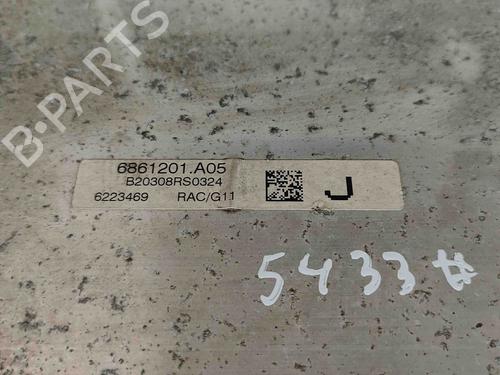 B-PARTS
6861201.A05
B20308RS0324
6223469 RAC/G11
J
5433#